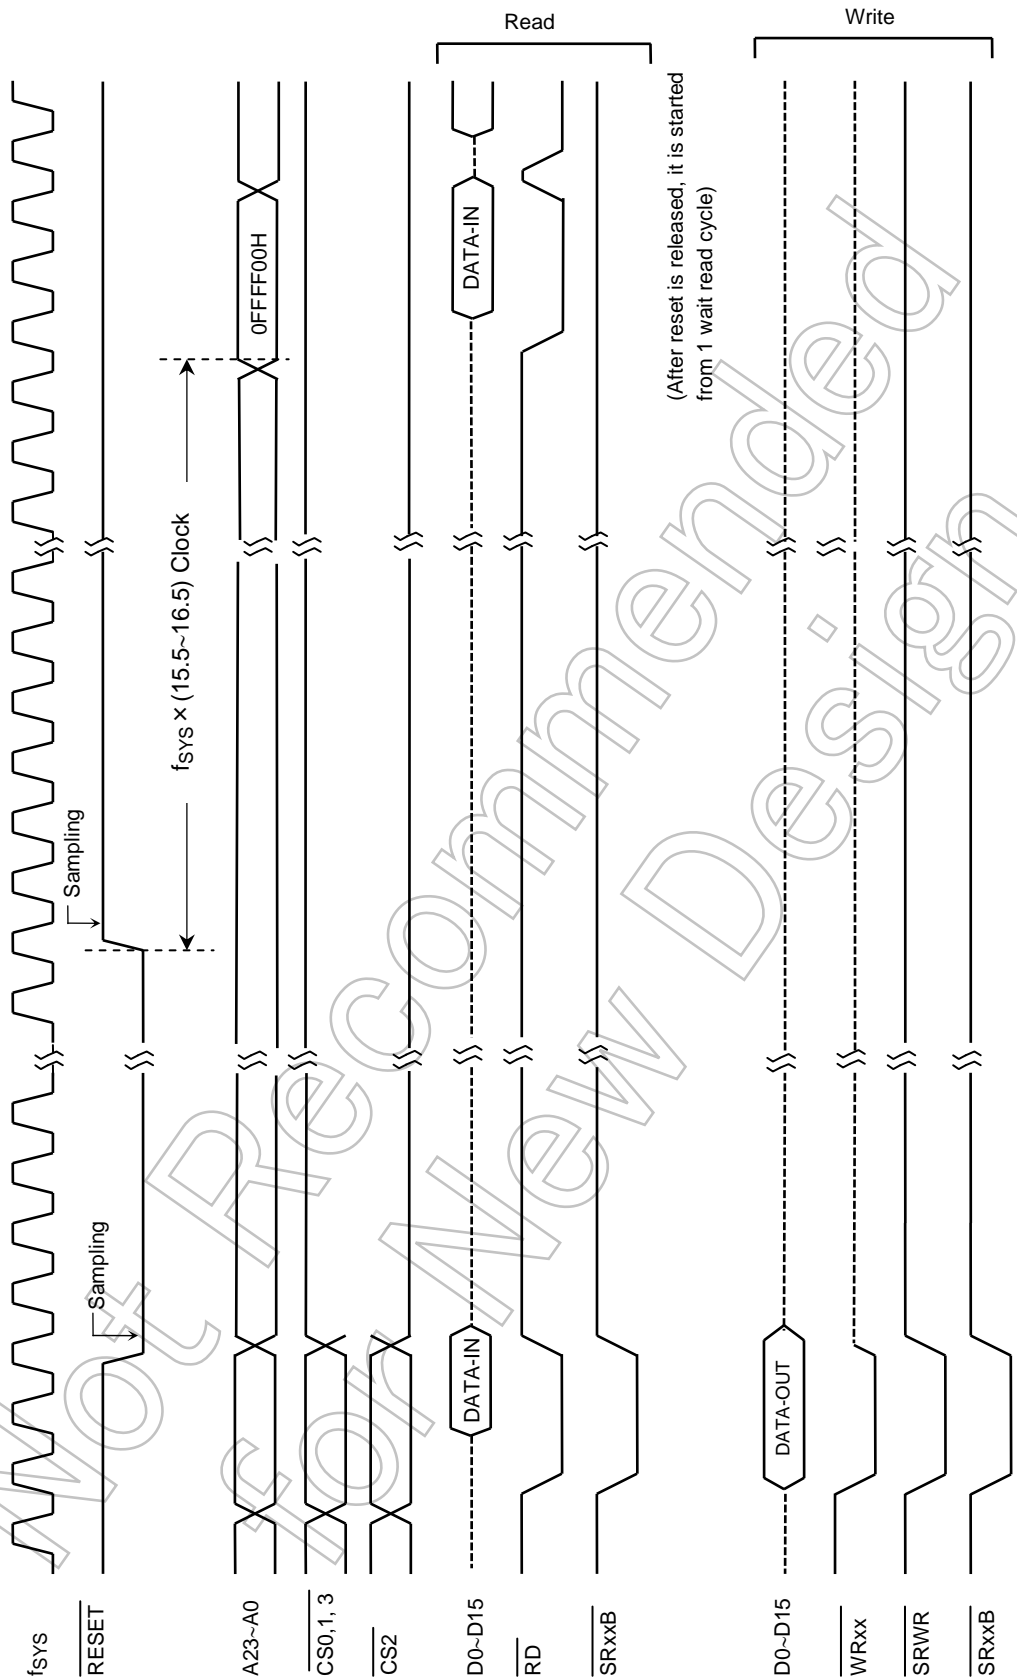 Read
Write
fSYS
RESET
Sampling
Sampling
fSYS × (15.5~16.5) Clock
A23~A0
0FFFF00H
CS0,1, 3
CS2
D0~D15
DATA-IN
DATA-IN
RD
SRxxB
(After reset is released, it is started
from 1 wait read cycle)
D0~D15
DATA-OUT
WRxx
SRWR
SRxxB
Not Recommended
for New Design